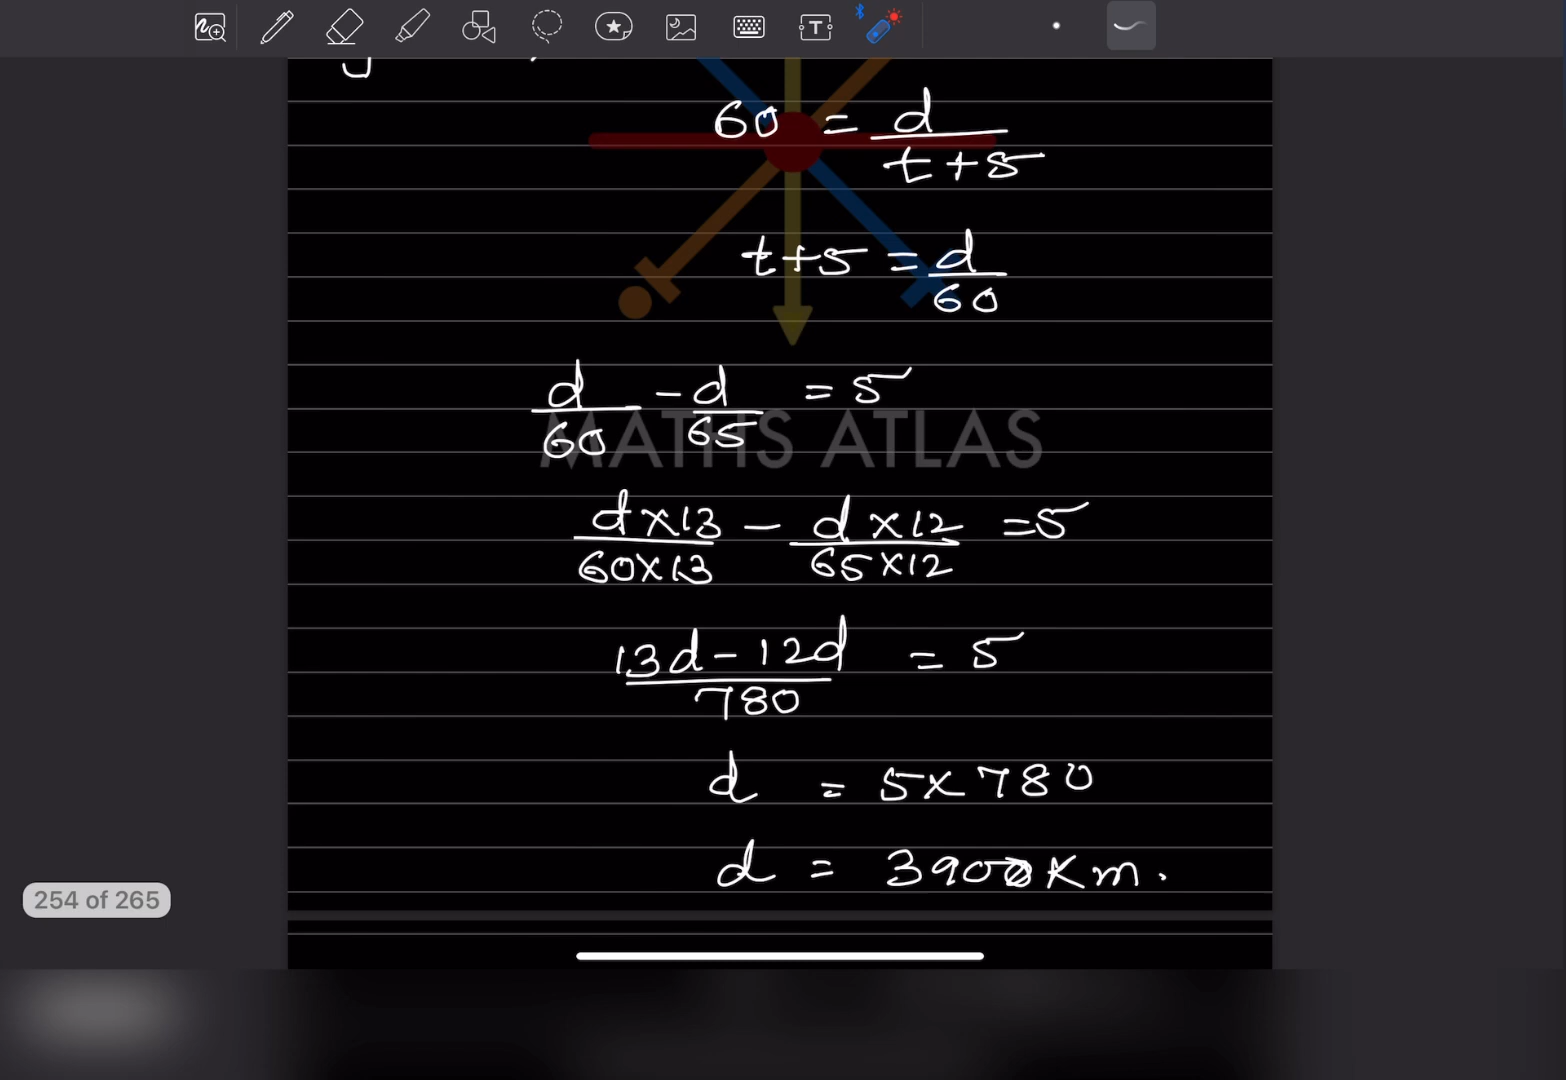 60 = d / t+5
t+5 = d / 60
d / 60 - d / 65 = 5
MATHS ATLAS
d×13 / 60×13 - d×12 / 65×12 = 5
13d-12d / 780 = 5
d = 5×780
d = 3900 Km.
254 of 265